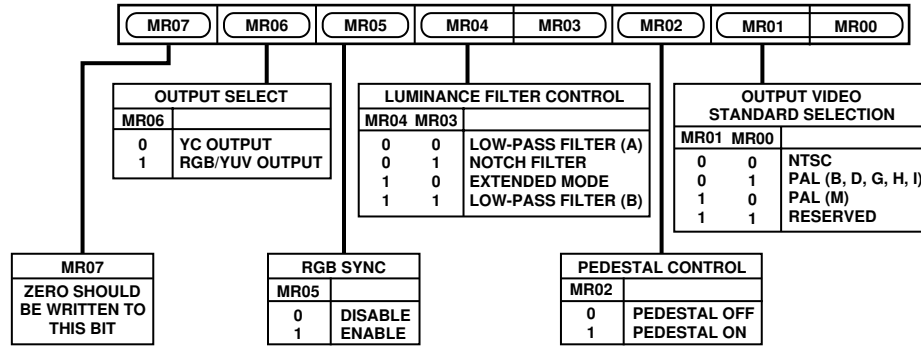 MR07 MR06 MR05 MR04 MR03 MR02 MR01 MR00
OUTPUT SELECT
MR06
0 YC OUTPUT
1 RGB/YUV OUTPUT
LUMINANCE FILTER CONTROL
MR04 MR03
0 0 LOW-PASS FILTER (A)
0 1 NOTCH FILTER
1 0 EXTENDED MODE
1 1 LOW-PASS FILTER (B)
OUTPUT VIDEO
STANDARD SELECTION
MR01 MR00
0 0 NTSC
0 1 PAL (B, D, G, H, I)
1 0 PAL (M)
1 1 RESERVED
MR07
ZERO SHOULD
BE WRITTEN TO
THIS BIT
RGB SYNC
MR05
0 DISABLE
1 ENABLE
PEDESTAL CONTROL
MR02
0 PEDESTAL OFF
1 PEDESTAL ON